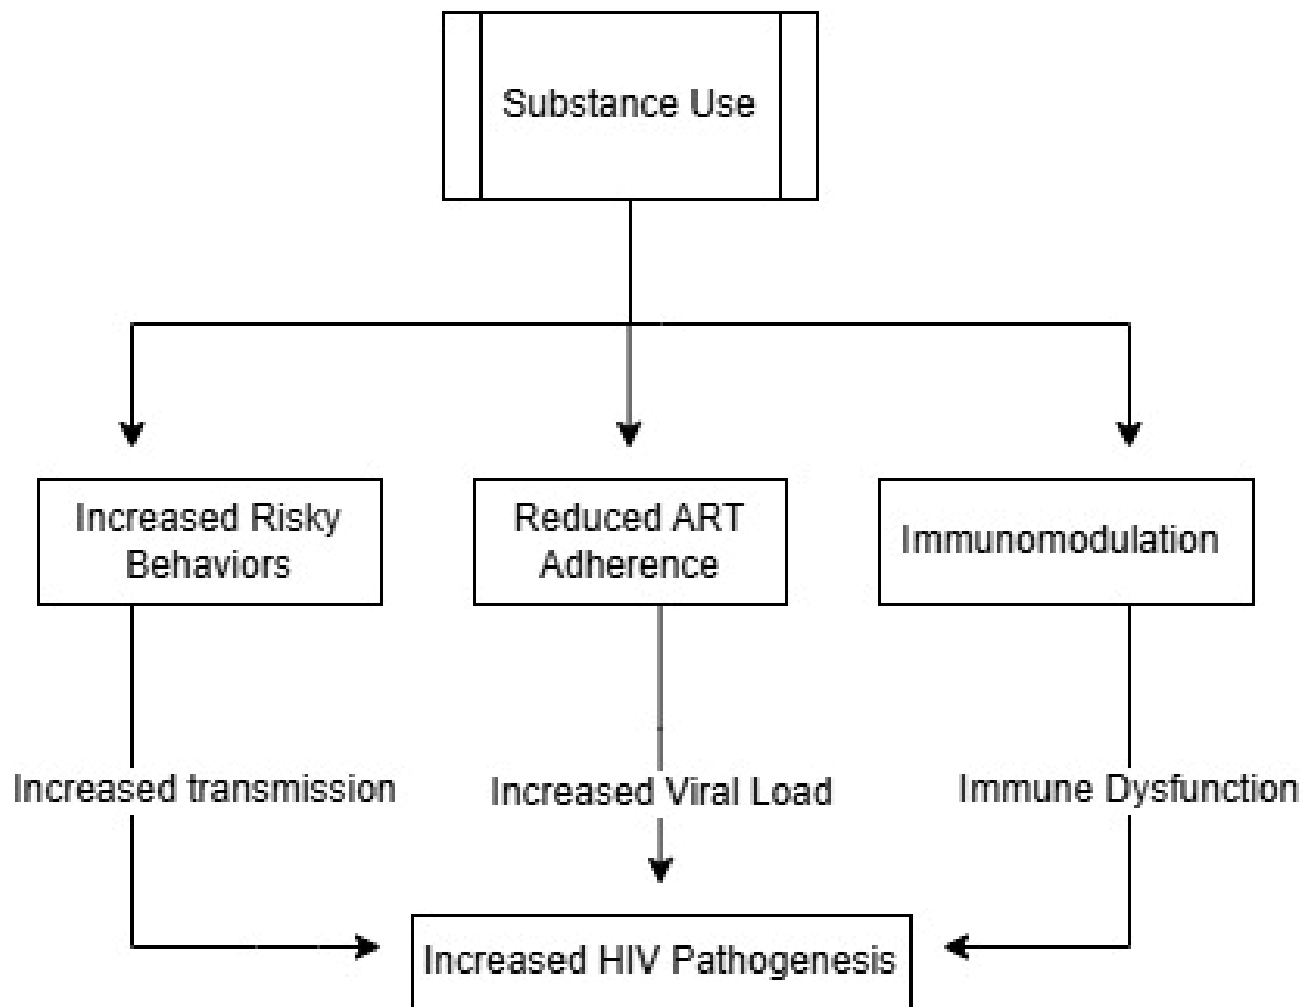 Substance Use
Increased Risky
Behaviors
Reduced ART
Adherence
Immunomodulation
Increased transmission
Increased Viral Load
Immune Dysfunction
Increased HIV Pathogenesis